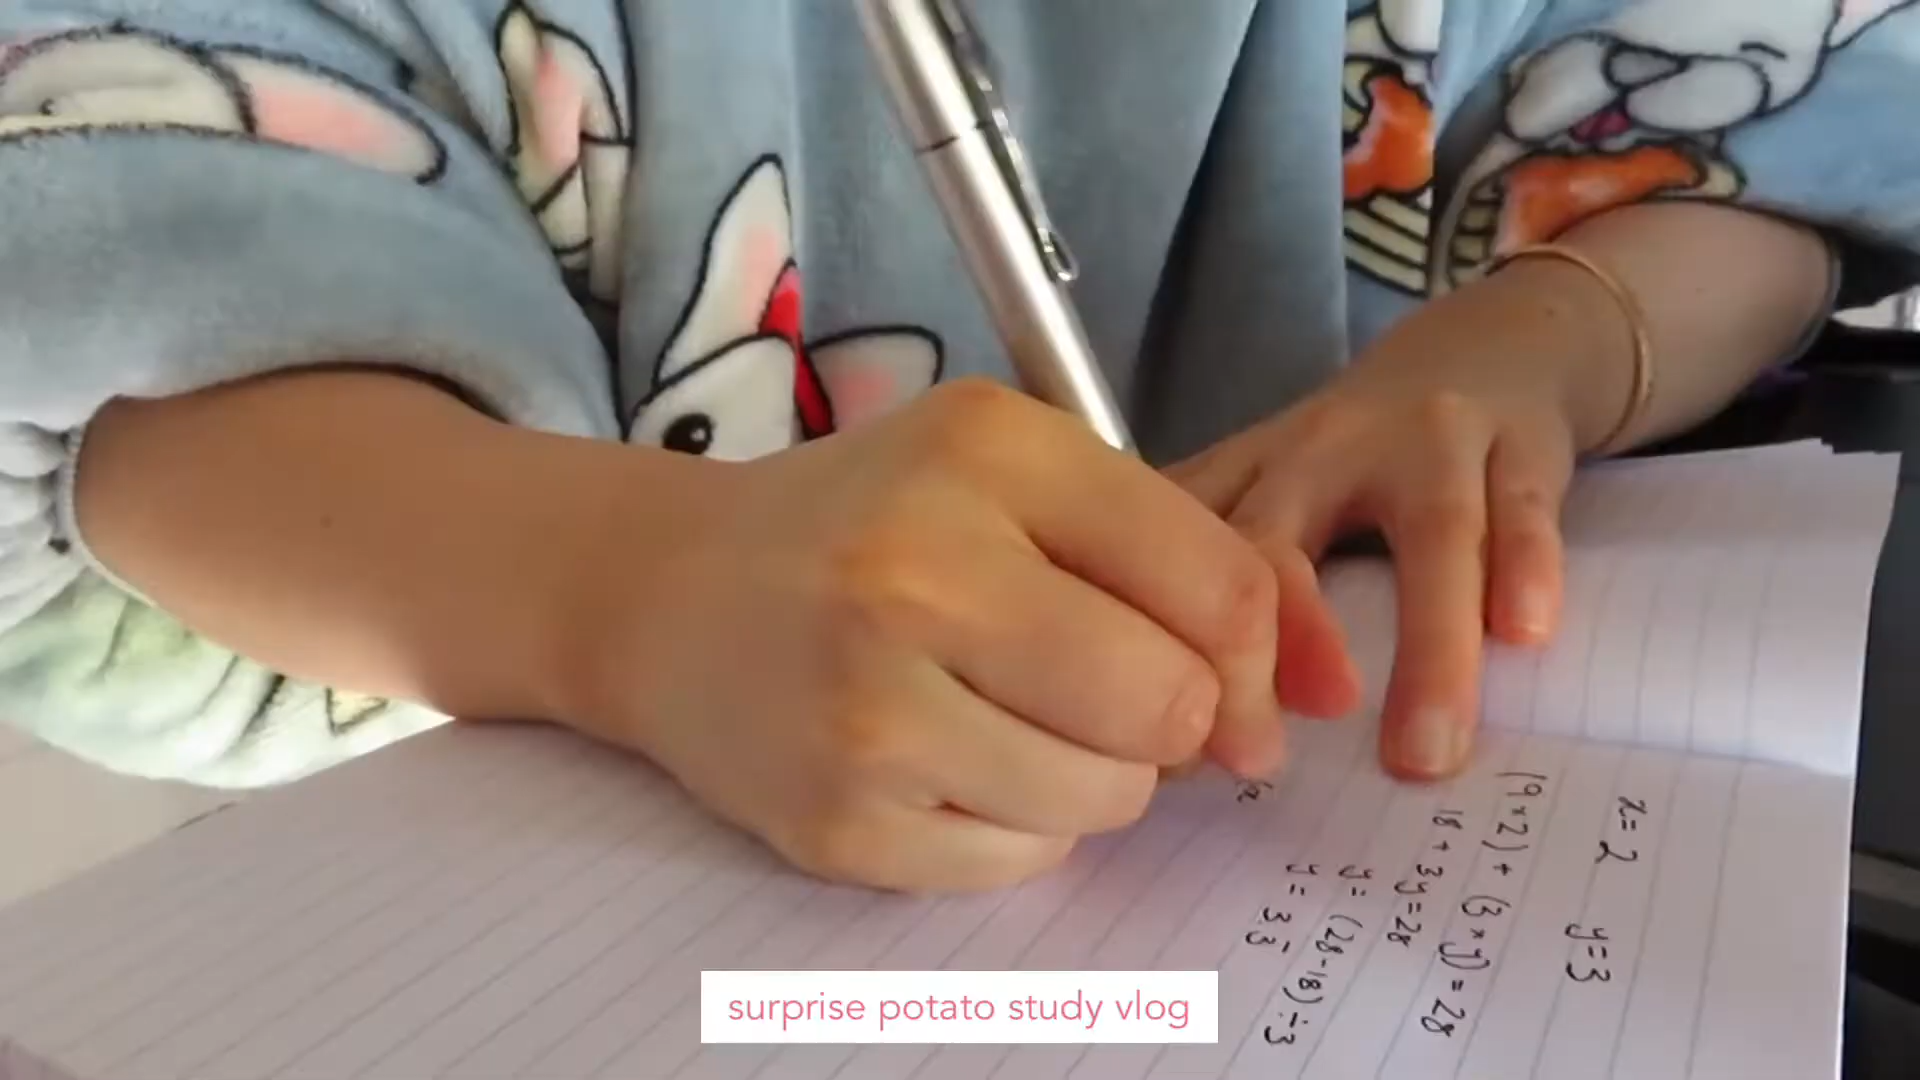 x = 2 y = 3
(9 × 2) + (3 × y) = 28
18 + 3y = 28
y = (28 - 18) ÷ 3
y = 3.3
surprise potato study vlog